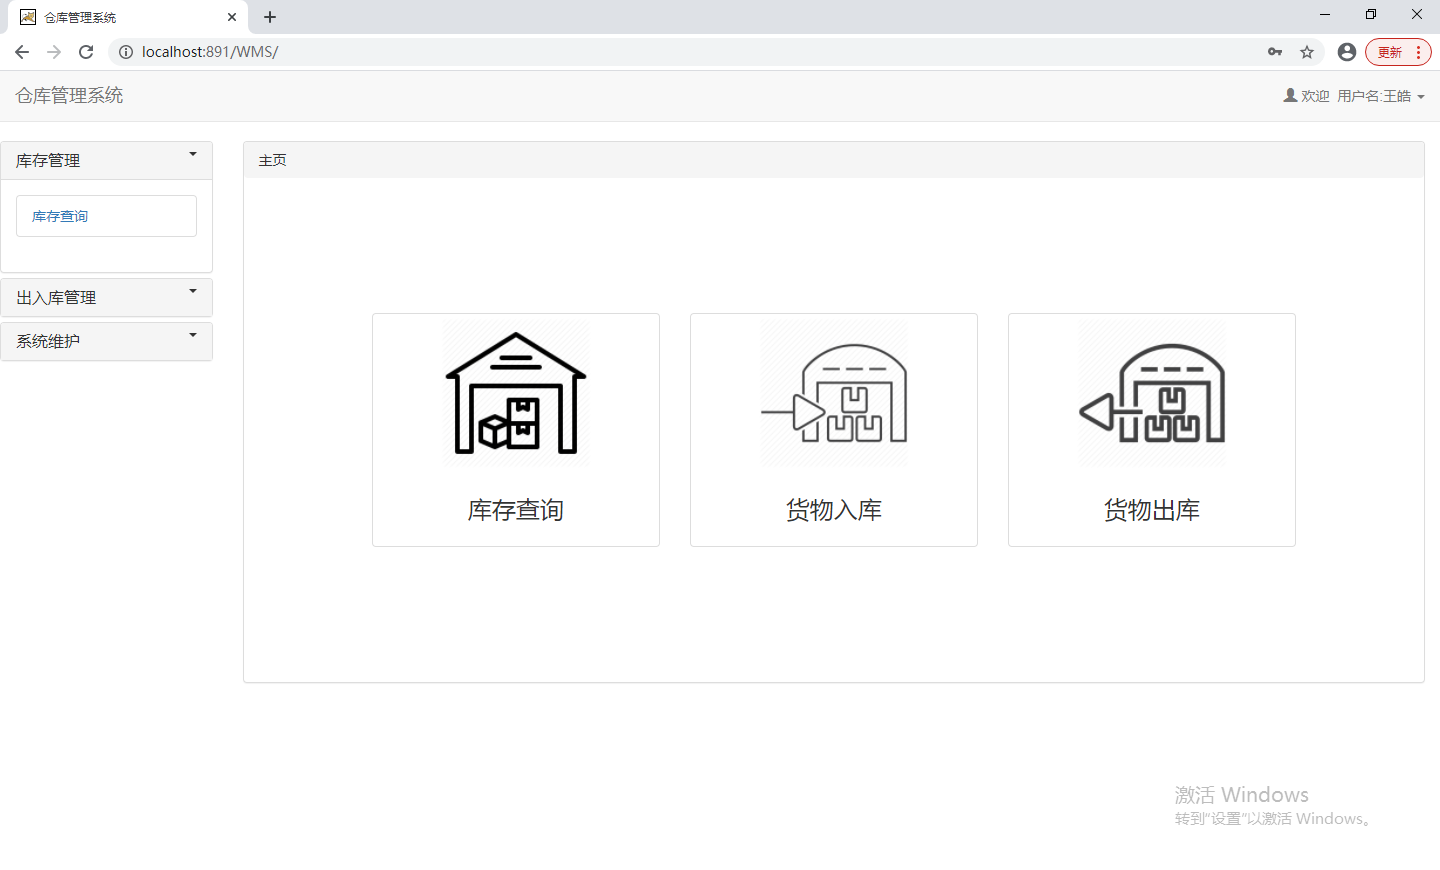 仓库管理系统
localhost:891/WMS/
更新
仓库管理系统
欢迎 用户名:王皓
库存管理
库存查询
出入库管理
系统维护
主页
库存查询
货物入库
货物出库
激活 Windows
转到"设置"以激活 Windows。